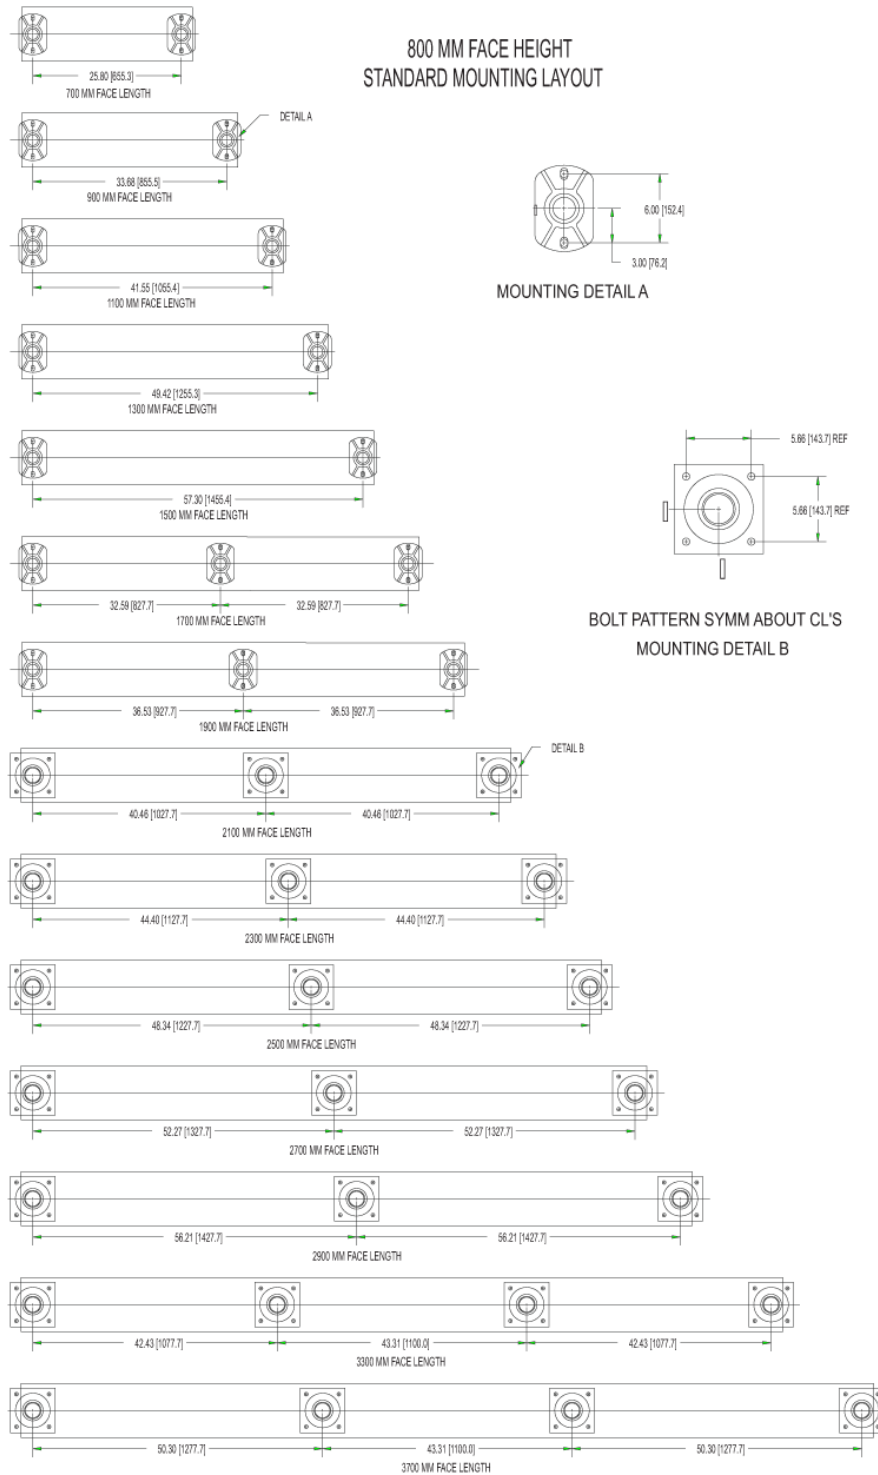 800 MM FACE HEIGHT
STANDARD MOUNTING LAYOUT
25.80 [655.3]
700 MM FACE LENGTH
DETAIL A
33.68 [855.5]
900 MM FACE LENGTH
6.00 [152.4]
3.00 [76.2]
MOUNTING DETAIL A
41.55 [1055.4]
1100 MM FACE LENGTH
49.42 [1255.3]
1300 MM FACE LENGTH
5.66 [143.7] REF
5.66 [143.7] REF
BOLT PATTERN SYMM ABOUT CL'S
MOUNTING DETAIL B
57.30 [1455.4]
1500 MM FACE LENGTH
32.59 [827.7] 32.59 [827.7]
1700 MM FACE LENGTH
36.53 [927.7] 36.53 [927.7]
1900 MM FACE LENGTH
DETAIL B
40.46 [1027.7] 40.46 [1027.7]
2100 MM FACE LENGTH
44.40 [1127.7] 44.40 [1127.7]
2300 MM FACE LENGTH
48.34 [1227.7] 48.34 [1227.7]
2500 MM FACE LENGTH
52.27 [1327.7] 52.27 [1327.7]
2700 MM FACE LENGTH
56.21 [1427.7] 56.21 [1427.7]
2900 MM FACE LENGTH
42.43 [1077.7] 43.31 [1100.0] 42.43 [1077.7]
3300 MM FACE LENGTH
50.30 [1277.7] 43.31 [1100.0] 50.30 [1277.7]
3700 MM FACE LENGTH